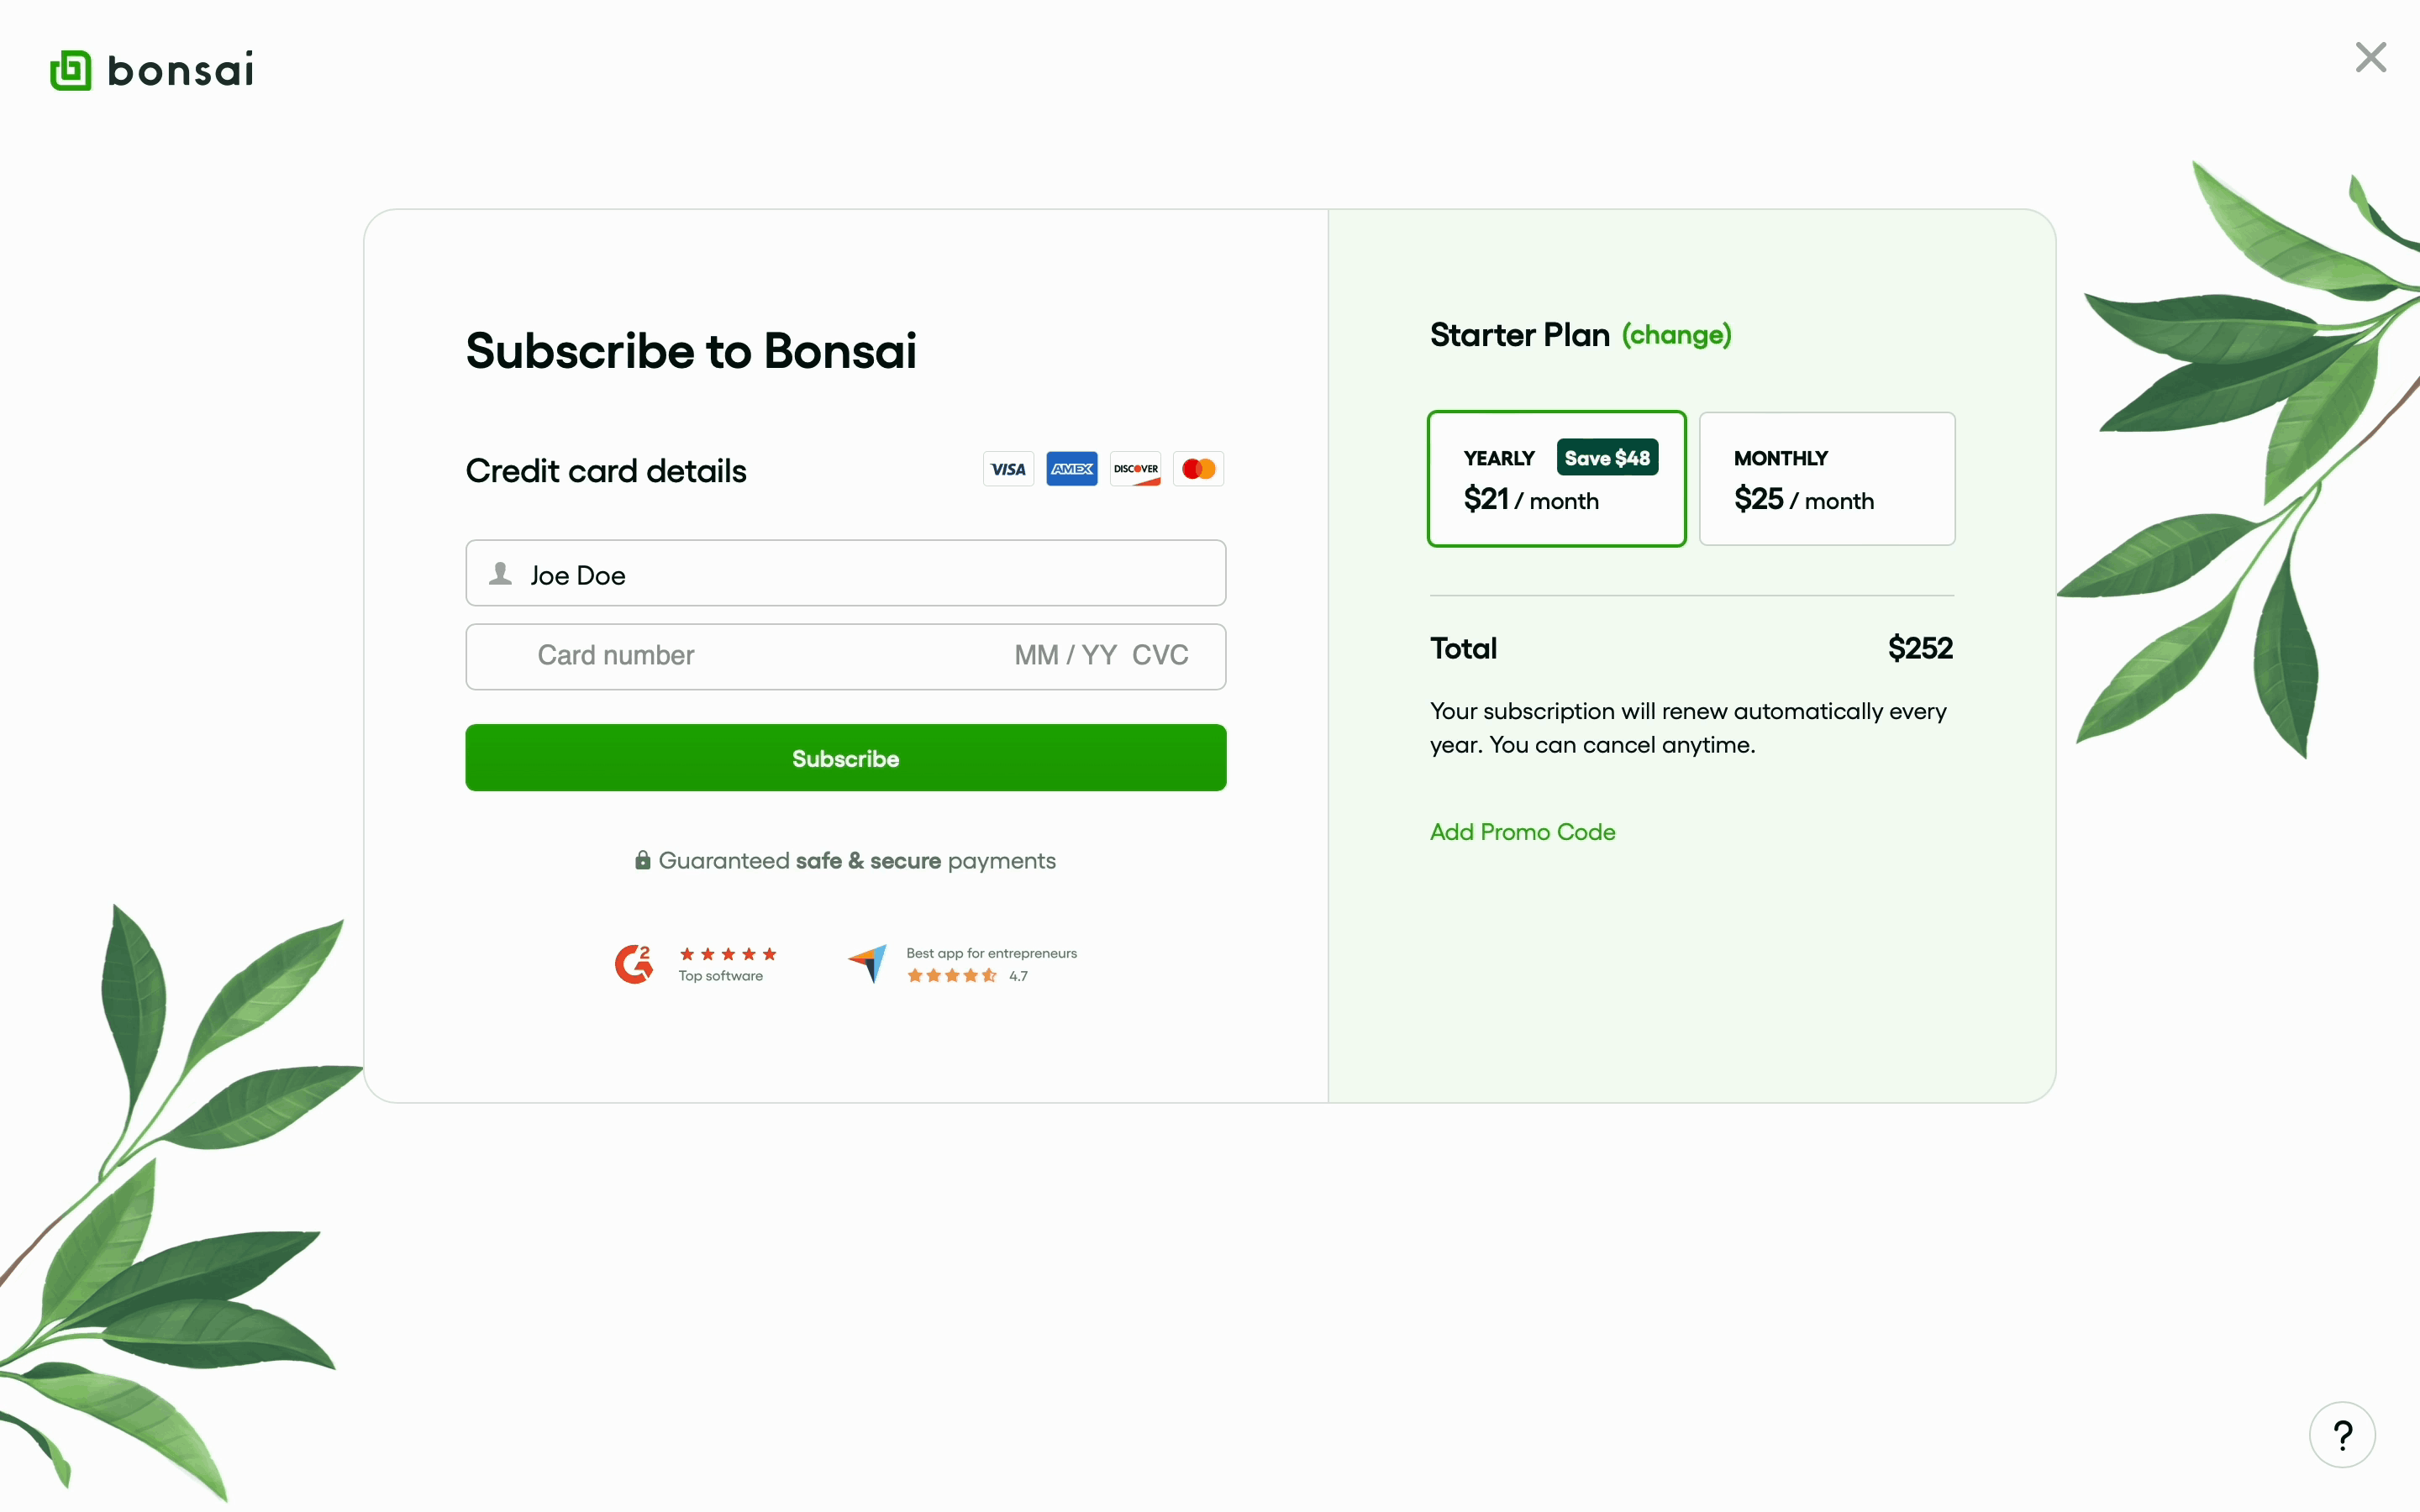 bonsai
Subscribe to Bonsai
Credit card details
VISA AMEX DISCOVER
Joe Doe
Card number MM / YY CVC
Subscribe
Guaranteed safe & secure payments
G2
Top software
Best app for entrepreneurs
4.7
Starter Plan (change)
YEARLY Save $48
$21 / month
MONTHLY
$25 / month
Total $252
Your subscription will renew automatically every
year. You can cancel anytime.
Add Promo Code
?